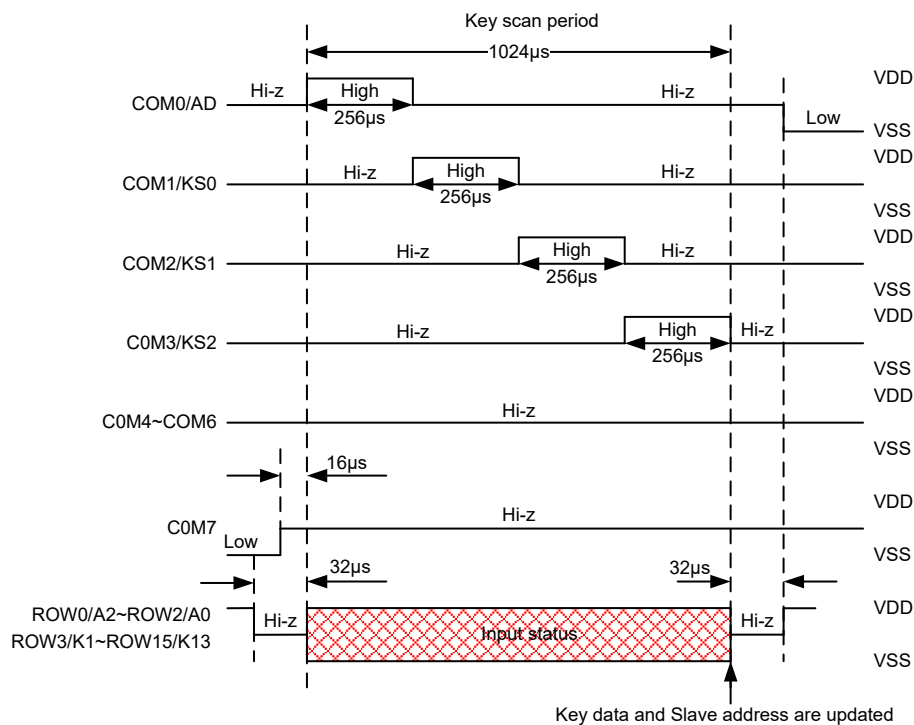 Key scan period
1024µs
VDD
Hi-z
High
Hi-z
COM0/AD
256µs
Low
VSS
VDD
Hi-z
High
Hi-z
COM1/KS0
256µs
VSS
VDD
Hi-z
High
Hi-z
COM2/KS1
256µs
VSS
VDD
Hi-z
High
Hi-z
C0M3/KS2
256µs
VSS
VDD
Hi-z
C0M4~COM6
VSS
16µs
VDD
Hi-z
C0M7
Low
VSS
32µs
32µs
ROW0/A2~ROW2/A0
VDD
Hi-z
Input status
Hi-z
ROW3/K1~ROW15/K13
VSS
Key data and Slave address are updated